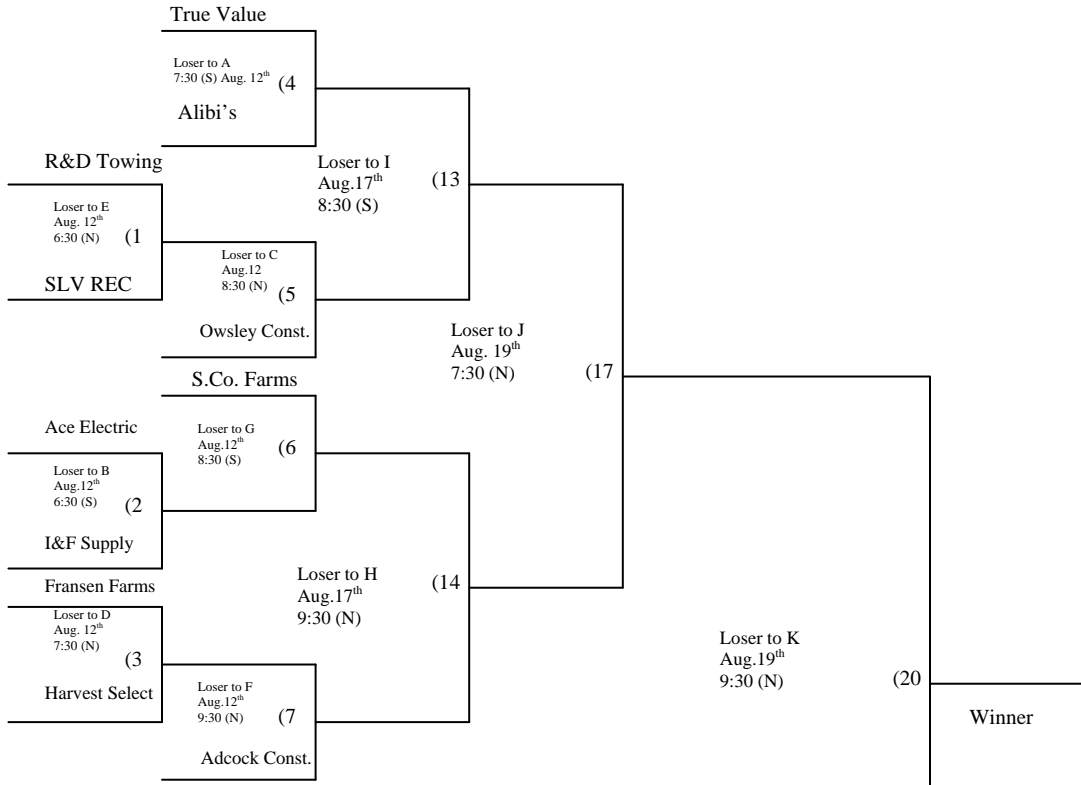 True Value
Loser to A
7:30 (S) Aug. 12th
(4
Alibi's
R&D Towing
Loser to I
Aug.17th
8:30 (S)
(13
Loser to E
Aug. 12th
6:30 (N)
(1
SLV REC
Loser to C
Aug.12
8:30 (N)
(5
Owsley Const.
Loser to J
Aug. 19th
7:30 (N)
(17
S.Co. Farms
Ace Electric
Loser to G
Aug.12th
8:30 (S)
(6
Loser to B
Aug.12th
6:30 (S)
(2
I&F Supply
Fransen Farms
Loser to H
Aug.17th
9:30 (N)
(14
Loser to D
Aug. 12th
7:30 (N)
(3
Harvest Select
Loser to F
Aug.12th
9:30 (N)
(7
Adcock Const.
Loser to K
Aug.19th
9:30 (N)
(20
Winner